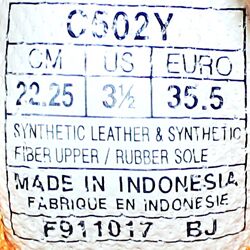 C502Y
CM US EURO
22.25 3½ 35.5
SYNTHETIC LEATHER & SYNTHETIC
FIBER UPPER / RUBBER SOLE
MADE IN INDONESIA
FABRIQUE EN INDONESIE
F911017 BJ